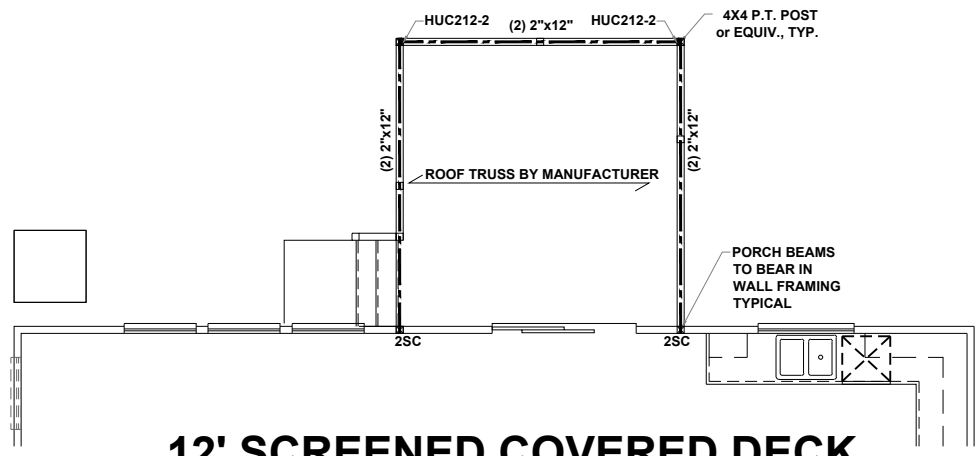 HUC212-2
(2) 2"x12"
HUC212-2
4X4 P.T. POST
or EQUIV., TYP.
(2) 2"x12"
(2) 2"x12"
ROOF TRUSS BY MANUFACTURER
PORCH BEAMS
TO BEAR IN
WALL FRAMING
TYPICAL
2SC
2SC
12' SCREENED COVERED DECK